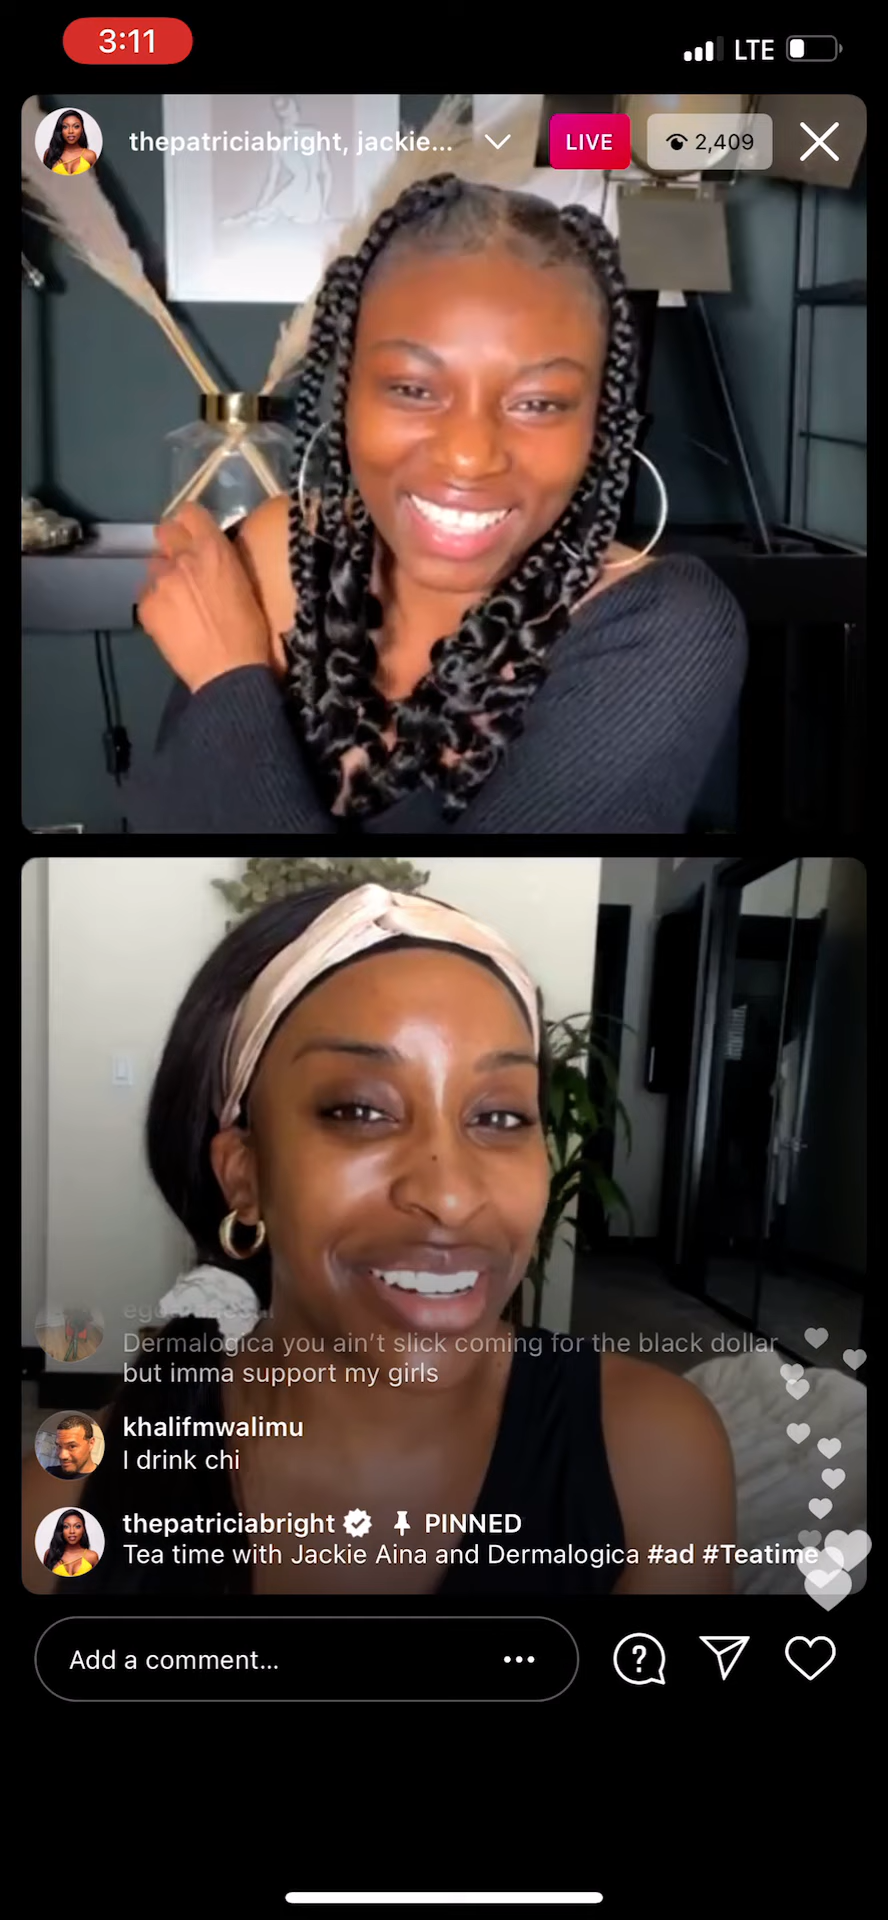 3:11
LTE
thepatriciabright, jackie...
LIVE
2,409
Dermalogica you ain't slick coming for the black dollar
but imma support my girls
khalifmwalimu
I drink chi
thepatriciabright PINNED
Tea time with Jackie Aina and Dermalogica #ad #Teatime
Add a comment...
?